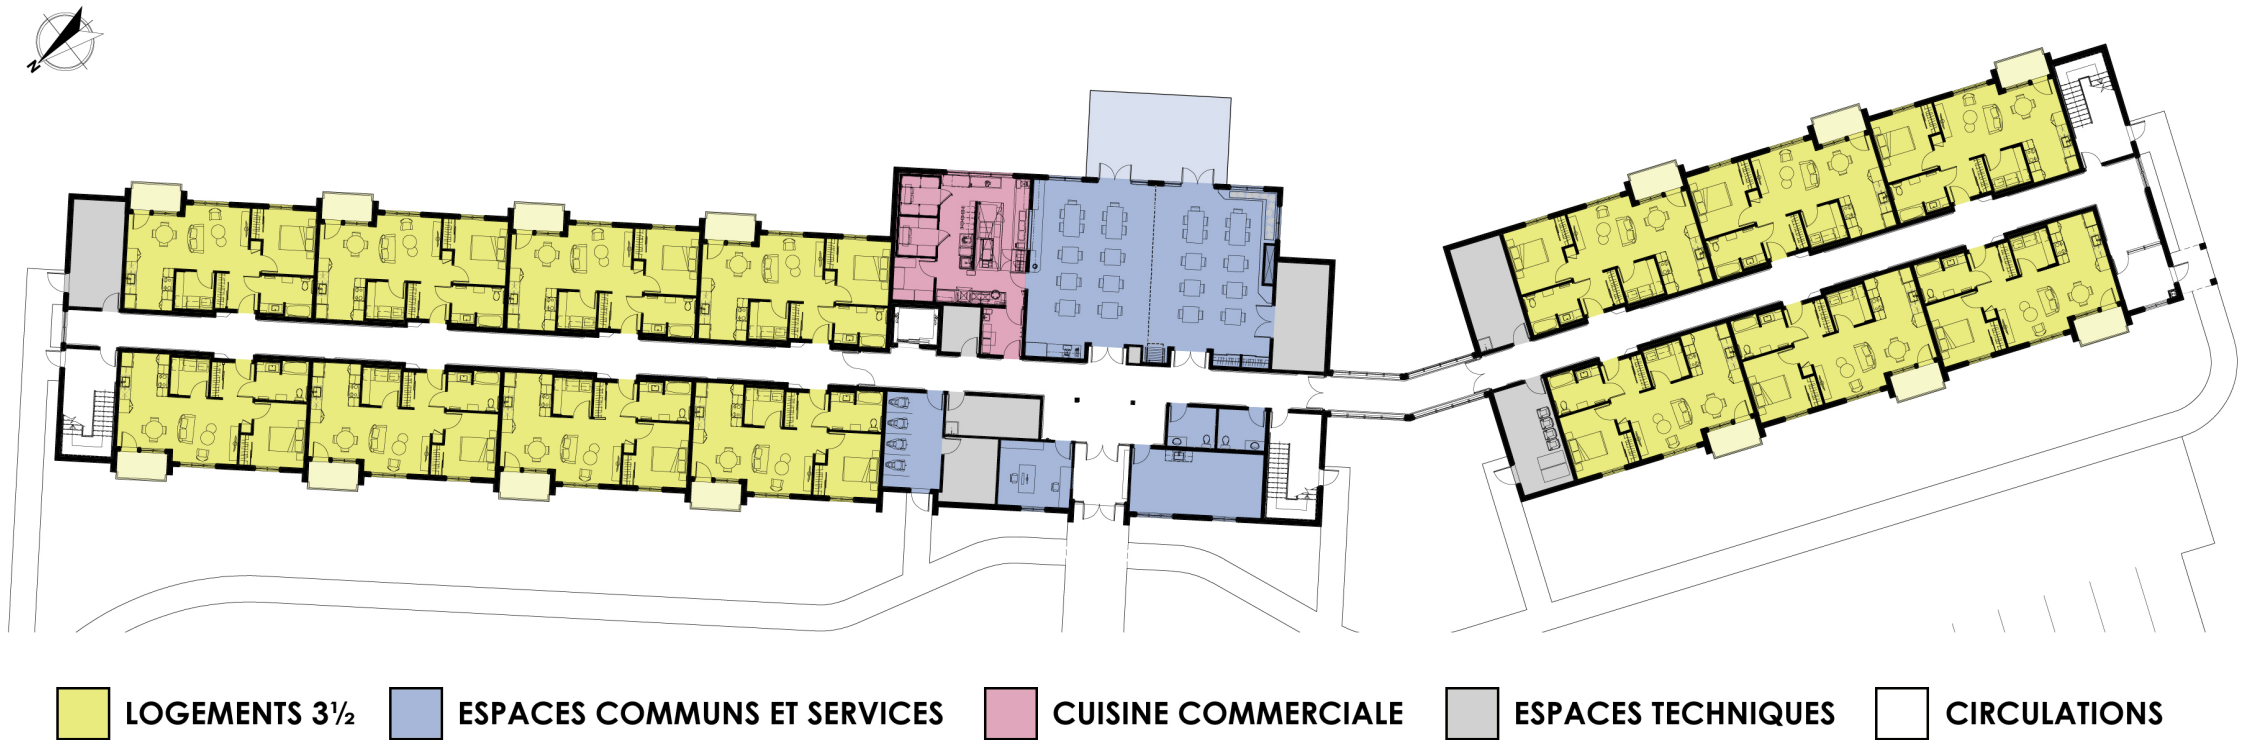 N
LOGEMENTS 3½
ESPACES COMMUNS ET SERVICES
CUISINE COMMERCIALE
ESPACES TECHNIQUES
CIRCULATIONS